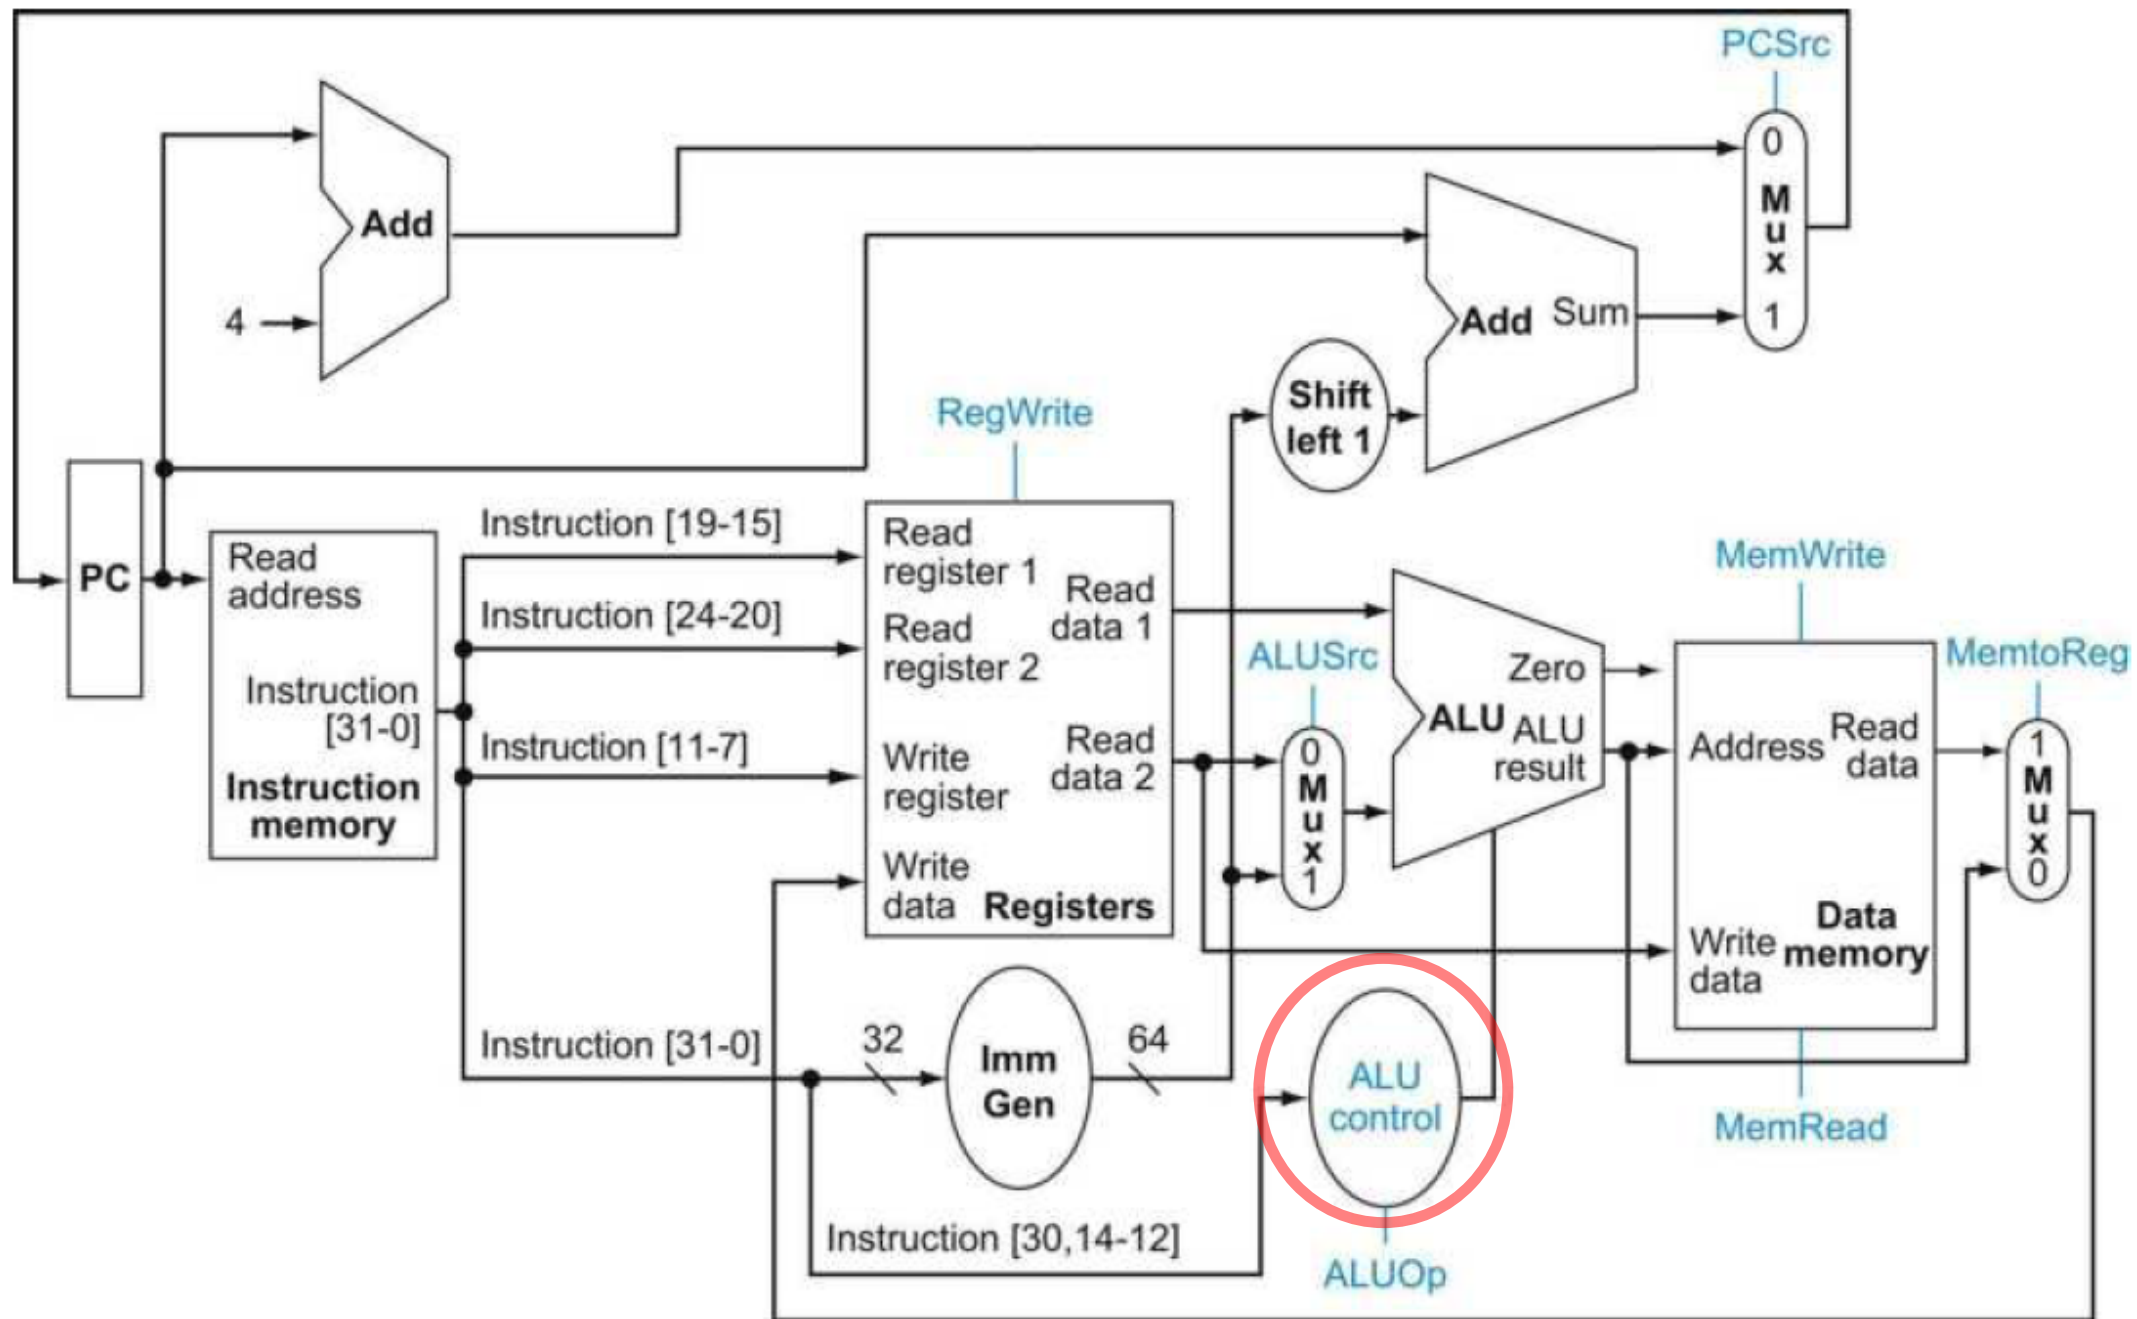 PCSrc
0
M
u
x
1
Add
4
Add Sum
Shift
left 1
RegWrite
PC
Read
address
Instruction
[31-0]
Instruction
memory
Instruction [19-15]
Instruction [24-20]
Instruction [11-7]
Instruction [31-0]
Read
register 1
Read
register 2
Write
register
Write
data
Registers
Read
data 1
Read
data 2
ALUSrc
0
M
u
x
1
Zero
ALU
ALU
result
MemWrite
Address
Read
data
Write
data
Data
memory
MemRead
MemtoReg
1
M
u
x
0
32
Imm
Gen
64
ALU
control
Instruction [30,14-12]
ALUOp